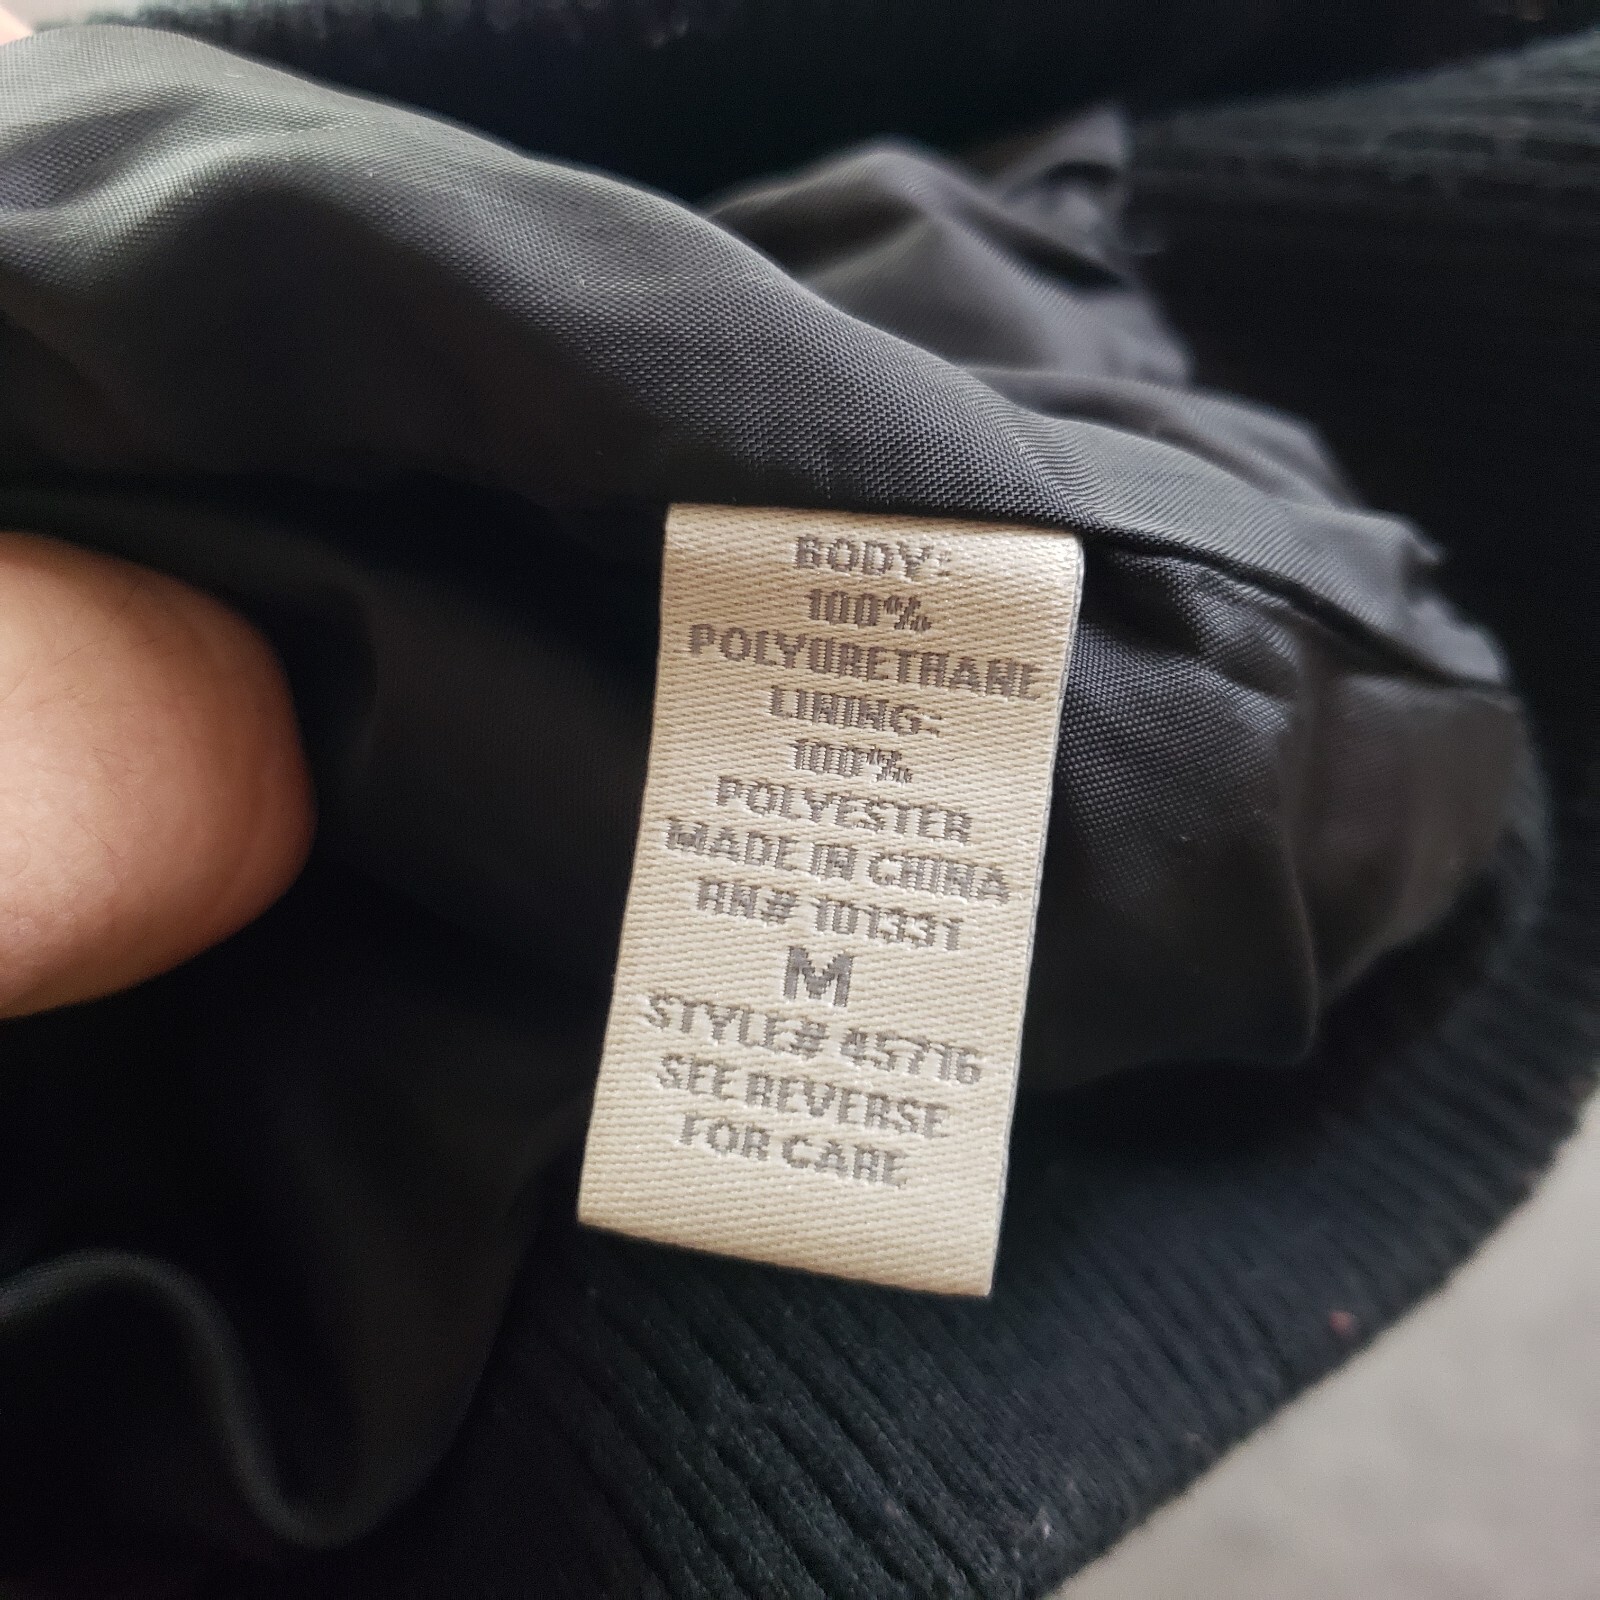 BODY:
100%
POLYURETHANE
LINING:
100%
POLYESTER
MADE IN CHINA
RN# 101331
M
STYLE# 45716
SEE REVERSE
FOR CARE